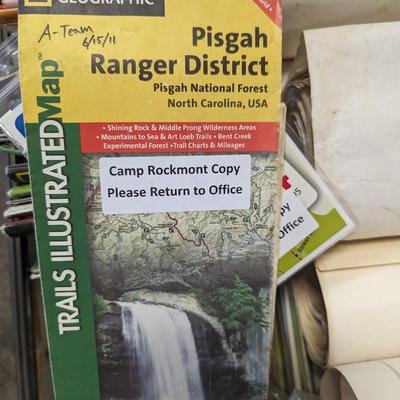 GEOGRAPHIC
A-Team
6/15/11
Pisgah
Ranger District
Pisgah National Forest
North Carolina, USA
• Shining Rock & Middle Prong Wilderness Areas
• Mountains to Sea & Art Loeb Trails • Bent Creek
Experimental Forest • Trail Charts & Mileages
Camp Rockmont Copy
Please Return to Office
TRAILS ILLUSTRATED Map™
py
Office